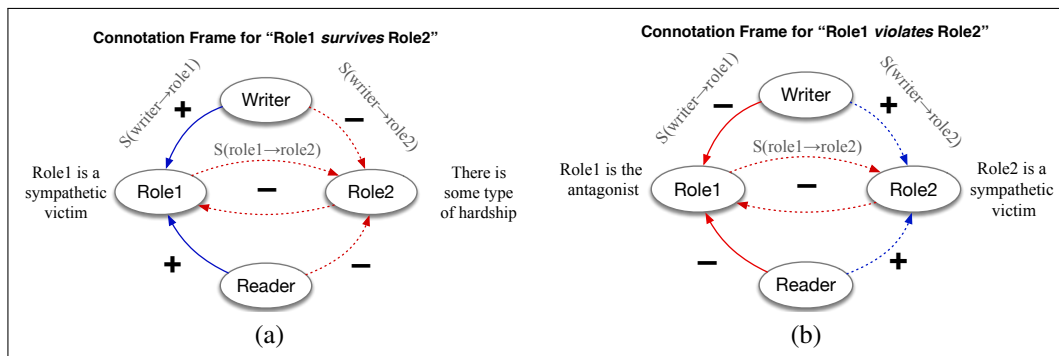 Connotation Frame for “Role1 survives Role2”
S(writer→role1)
+
Writer
–
S(writer→role2)
S(role1→role2)
Role1 is a
sympathetic
victim
Role1
–
Role2
There is
some type
of hardship
+
Reader
–
(a)
Connotation Frame for “Role1 violates Role2”
S(writer→role1)
–
Writer
+
S(writer→role2)
S(role1→role2)
Role1 is the
antagonist
Role1
–
Role2
Role2 is a
sympathetic
victim
–
Reader
+
(b)